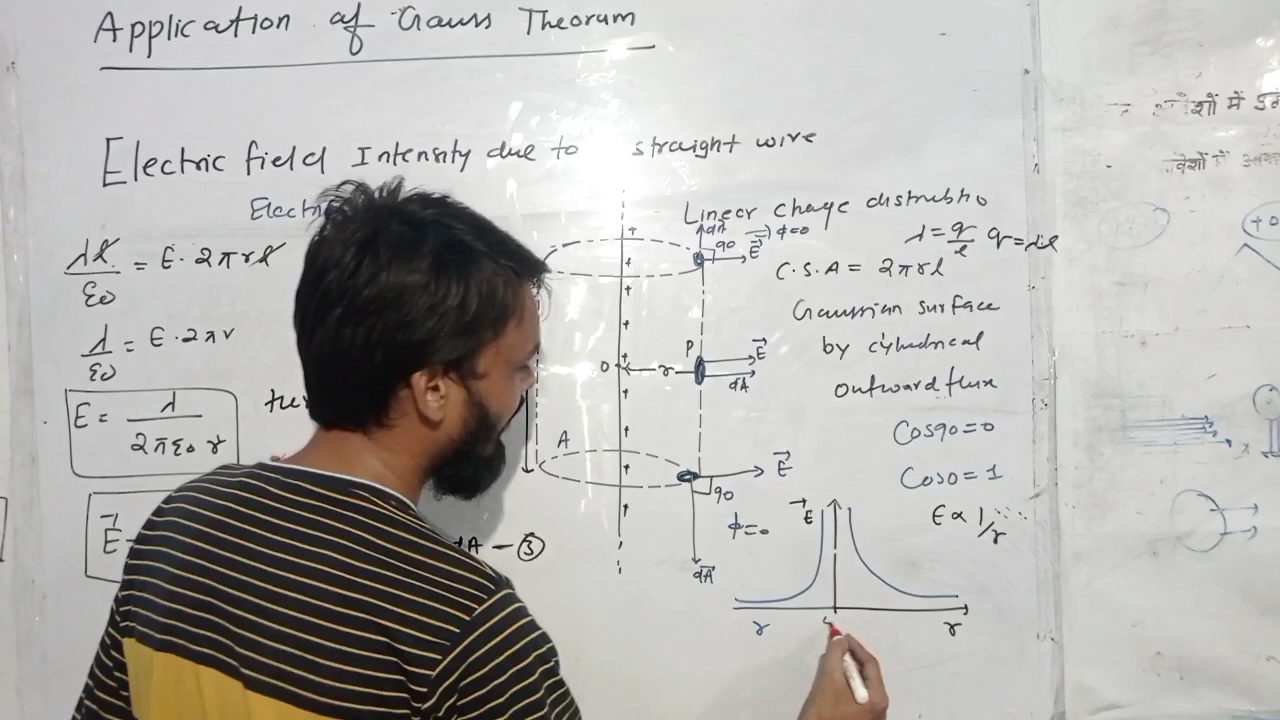 Application of Gauss Theorum
Electric field Intensity due to straight wire
Linear charge distributio
λl/ε0 = E. 2πrl
λ/ε0 = E. 2πr
E = λ/2πε0 r
E
dA - ③
dA
90
ϕ=0
E
O
r
P
E
dA
A
E
90
ϕ=0
dA
λ = q/l q = λl
C.S.A = 2πrl
Gaussian surface
by cylindrical
outward flux
Cos90=0
Cos0=1
E ∝ 1/r
E
r
r
x